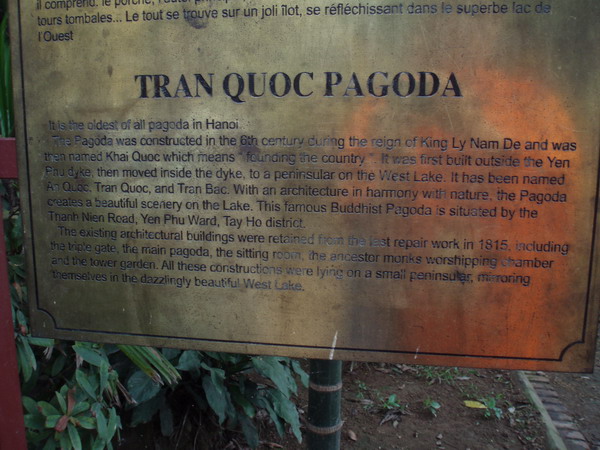 il comprend: le porche, l'autel
tours tombales... Le tout se trouve sur un joli îlot, se réfléchissant dans le superbe lac de
l'Ouest
TRAN QUOC PAGODA
It is the oldest of all pagoda in Hanoi.
The Pagoda was constructed in the 6th century during the reign of King Ly Nam De and was
then named Khai Quoc which means " founding the country ". It was first built outside the Yen
Phu dyke, then moved inside the dyke, to a peninsular on the West Lake. It has been named
An Quoc, Tran Quoc, and Tran Bac. With an architecture in harmony with nature, the Pagoda
creates a beautiful scenery on the Lake. This famous Buddhist Pagoda is situated by the
Thanh Nien Road, Yen Phu Ward, Tay Ho district.
The existing architectural buildings were retained from the last repair work in 1815, including
the triple gate, the main pagoda, the sitting room, the ancestor monks worshipping chamber
and the tower garden. All these constructions were lying on a small peninsular, mirroring
themselves in the dazzlingly beautiful West Lake.